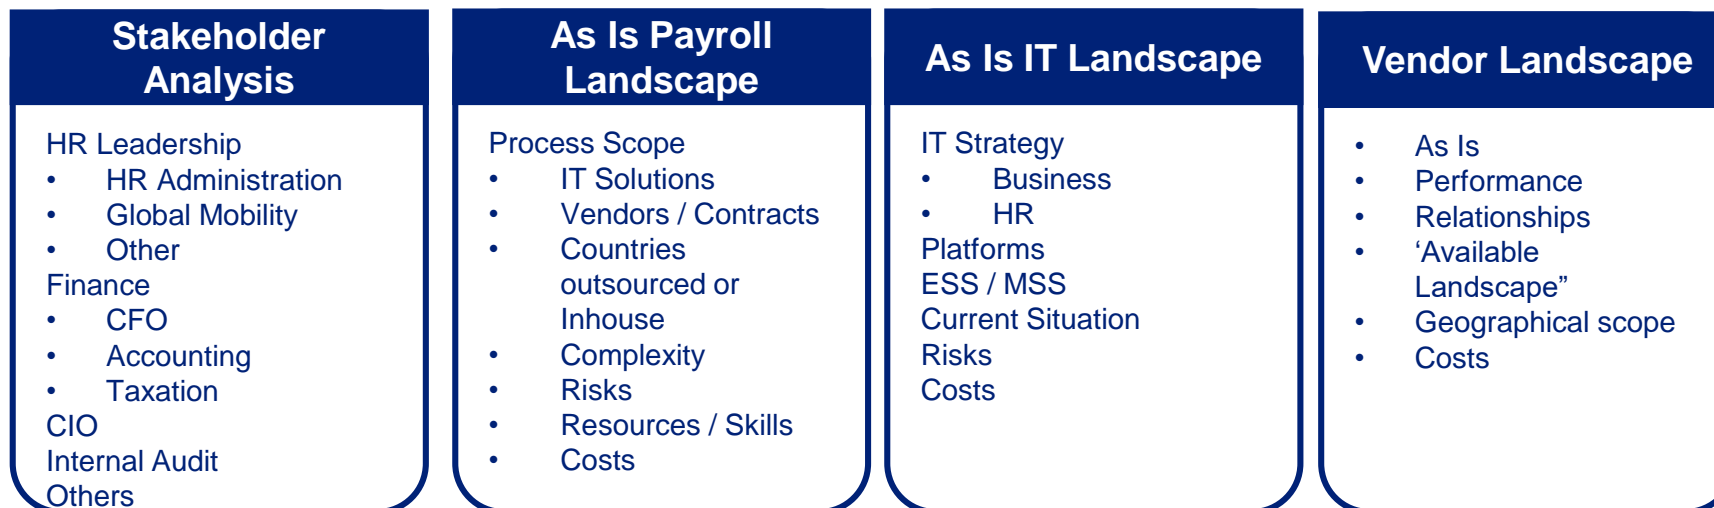 Stakeholder
Analysis
HR Leadership
• HR Administration
• Global Mobility
• Other
Finance
• CFO
• Accounting
• Taxation
CIO
Internal Audit
Others
As Is Payroll
Landscape
Process Scope
• IT Solutions
• Vendors / Contracts
• Countries
outsourced or
Inhouse
• Complexity
• Risks
• Resources / Skills
• Costs
As Is IT Landscape
IT Strategy
• Business
• HR
Platforms
ESS / MSS
Current Situation
Risks
Costs
Vendor Landscape
• As Is
• Performance
• Relationships
• ‘Available
Landscape”
• Geographical scope
• Costs